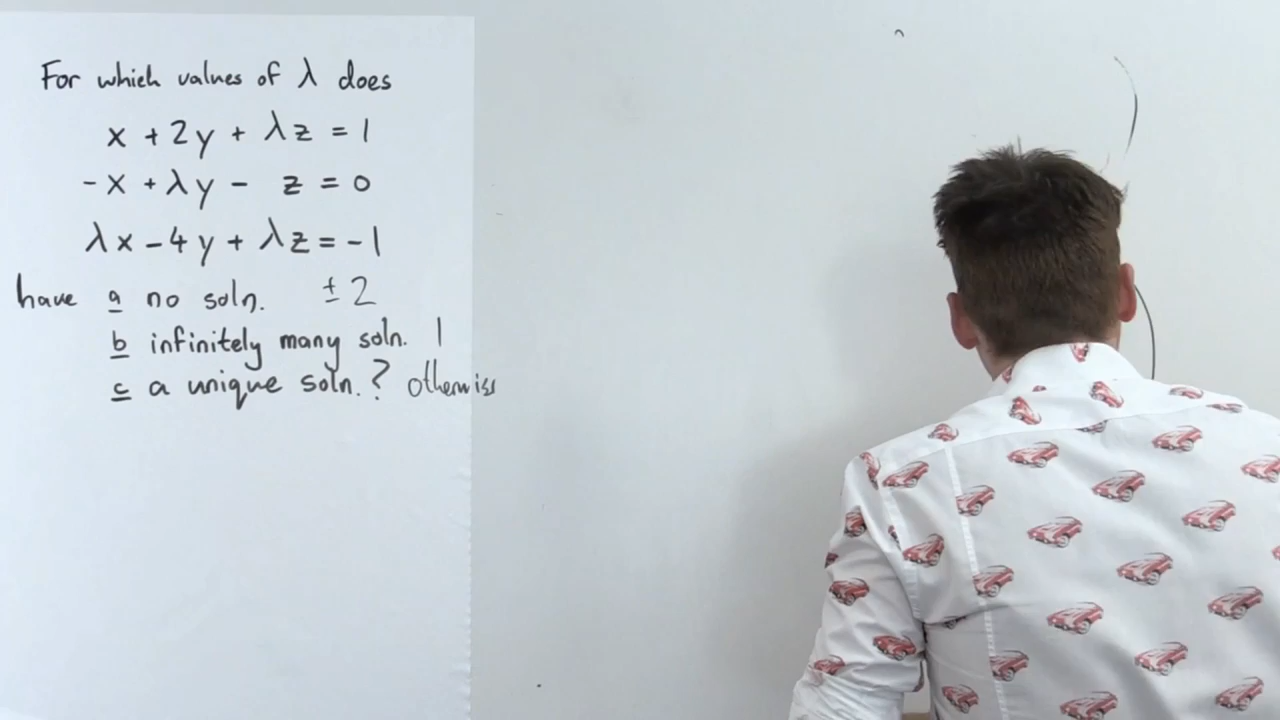 For which values of λ does
x + 2y + λz = 1
-x + λy - z = 0
λx - 4y + λz = -1
have a no soln. ± 2
b infinitely many soln. 1
c a unique soln.? otherwise